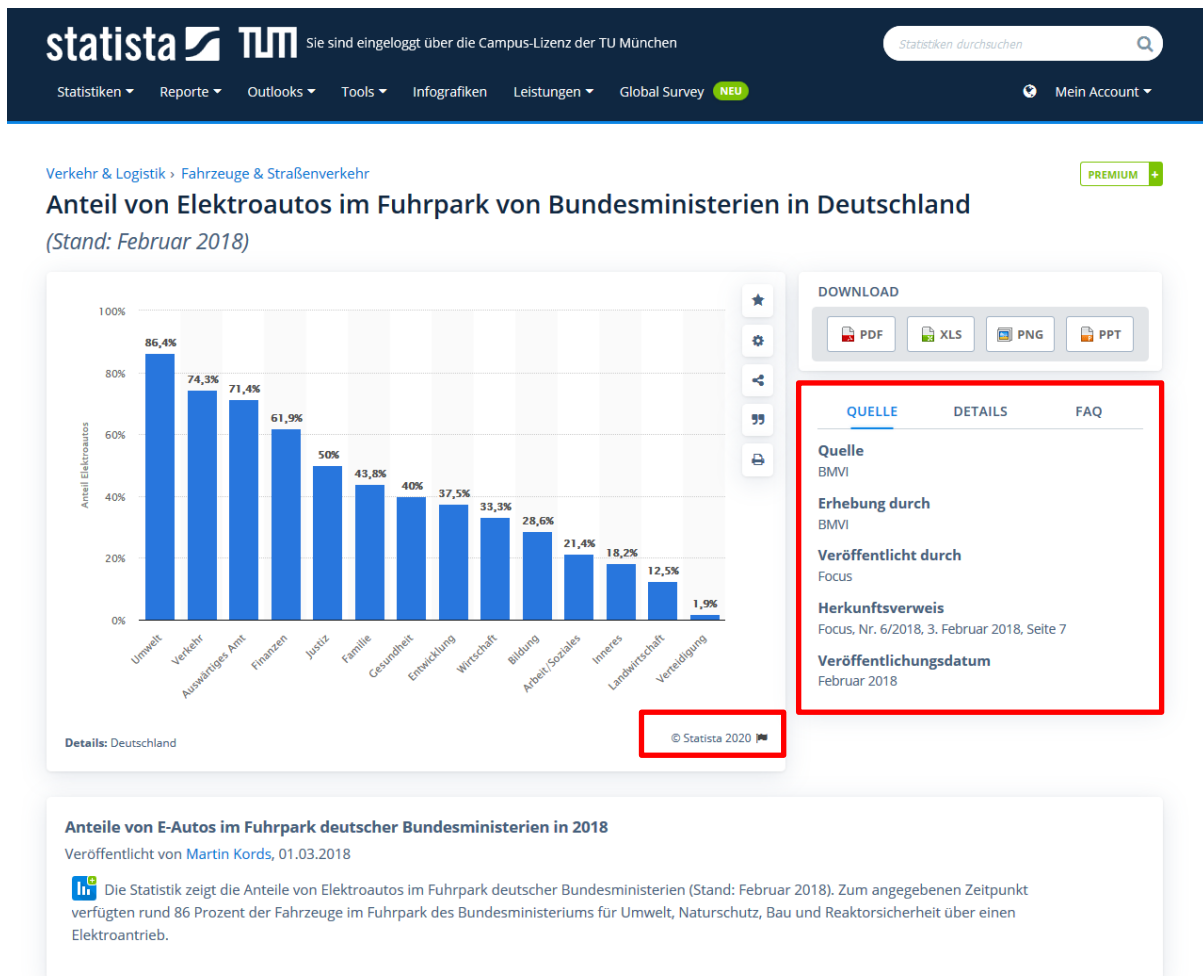 statista TUM Sie sind eingeloggt über die Campus-Lizenz der TU München Statistiken durchsuchen
Statistiken Reporte Outlooks Tools Infografiken Leistungen Global Survey NEU Mein Account
Verkehr & Logistik › Fahrzeuge & Straßenverkehr
PREMIUM +
Anteil von Elektroautos im Fuhrpark von Bundesministerien in Deutschland
(Stand: Februar 2018)
Anteil Elektroautos
100%
80%
60%
40%
20%
0%
86,4%
74,3%
71,4%
61,9%
50%
43,8%
40%
37,5%
33,3%
28,6%
21,4%
18,2%
12,5%
1,9%
Umwelt
Verkehr
Auswärtiges Amt
Finanzen
Justiz
Familie
Gesundheit
Entwicklung
Wirtschaft
Bildung
Arbeit/Soziales
Inneres
Landwirtschaft
Verteidigung
Details: Deutschland
© Statista 2020
DOWNLOAD
PDF XLS PNG PPT
QUELLE DETAILS FAQ
Quelle
BMVI
Erhebung durch
BMVI
Veröffentlicht durch
Focus
Herkunftsverweis
Focus, Nr. 6/2018, 3. Februar 2018, Seite 7
Veröffentlichungsdatum
Februar 2018
Anteile von E-Autos im Fuhrpark deutscher Bundesministerien in 2018
Veröffentlicht von Martin Kords, 01.03.2018
Die Statistik zeigt die Anteile von Elektroautos im Fuhrpark deutscher Bundesministerien (Stand: Februar 2018). Zum angegebenen Zeitpunkt
verfügten rund 86 Prozent der Fahrzeuge im Fuhrpark des Bundesministeriums für Umwelt, Naturschutz, Bau und Reaktorsicherheit über einen
Elektroantrieb.